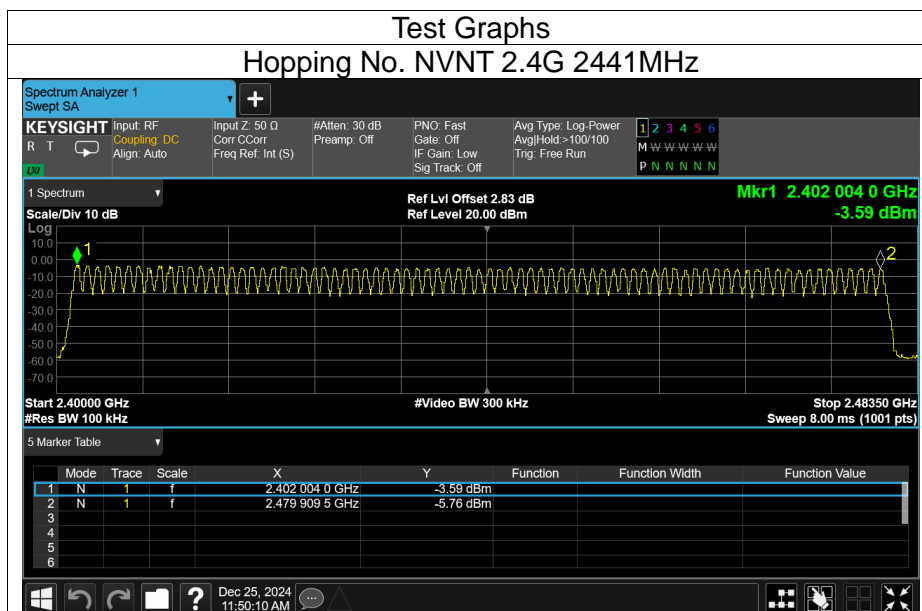 Test Graphs
Hopping No. NVNT 2.4G 2441MHz
Spectrum Analyzer 1
Swept SA
+
KEYSIGHT Input: RF Input Z: 50 Ω #Atten: 30 dB PNO: Fast Avg Type: Log-Power 1 2 3 4 5 6
R T Coupling: DC Corr CCorr Preamp: Off Gate: Off Avg|Hold:>100/100 M W W W W W
Align: Auto Freq Ref: Int (S) IF Gain: Low Trig: Free Run P N N N N N
LXI Sig Track: Off
1 Spectrum Ref Lvl Offset 2.83 dB Mkr1 2.402 004 0 GHz
Scale/Div 10 dB Ref Level 20.00 dBm -3.59 dBm
Log
10.0
0.00
-10.0
-20.0
-30.0
-40.0
-50.0
-60.0
-70.0
1
2
Start 2.40000 GHz #Video BW 300 kHz Stop 2.48350 GHz
#Res BW 100 kHz Sweep 8.00 ms (1001 pts)
5 Marker Table
Mode Trace Scale X Y Function Function Width Function Value
1 N 1 f 2.402 004 0 GHz -3.59 dBm
2 N 1 f 2.479 909 5 GHz -5.76 dBm
3
4
5
6
? Dec 25, 2024
11:50:10 AM